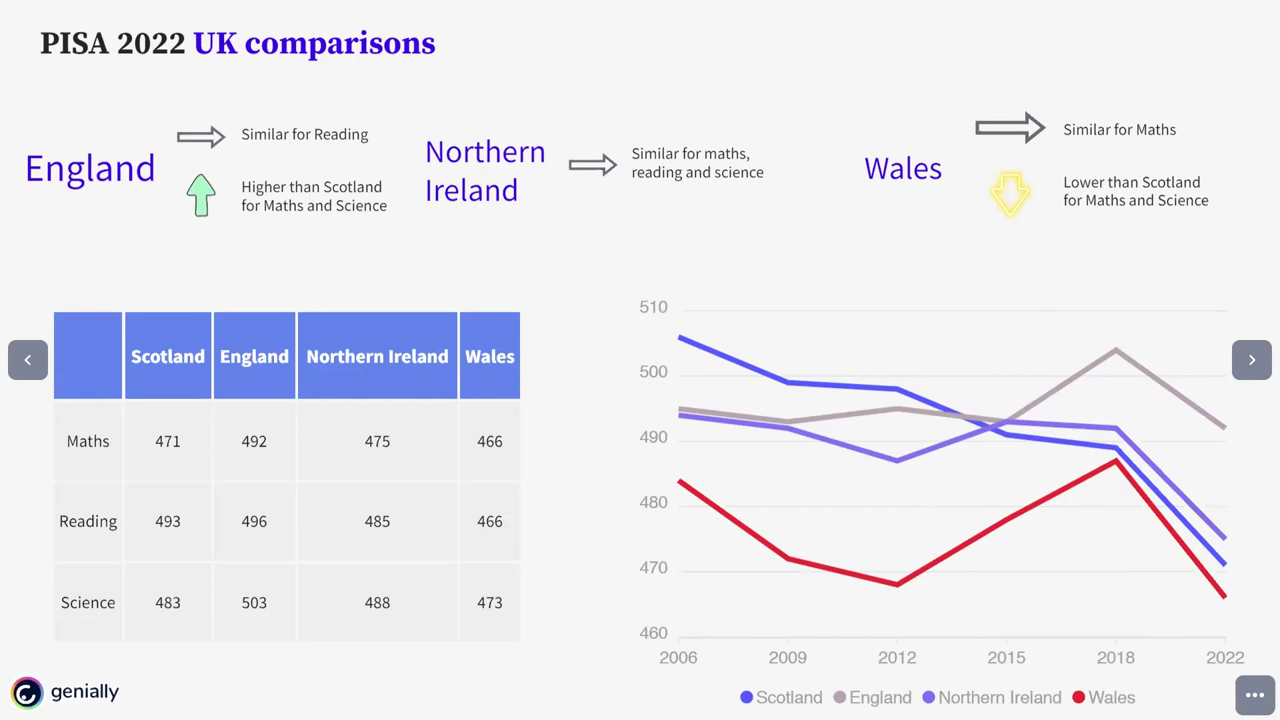 PISA 2022 UK comparisons
England
Similar for Reading
Higher than Scotland
for Maths and Science
Northern
Ireland
Similar for maths,
reading and science
Wales
Similar for Maths
Lower than Scotland
for Maths and Science
Scotland England Northern Ireland Wales
Maths 471 492 475 466
Reading 493 496 485 466
Science 483 503 488 473
510
500
490
480
470
460
2006 2009 2012 2015 2018 2022
Scotland England Northern Ireland Wales
genially